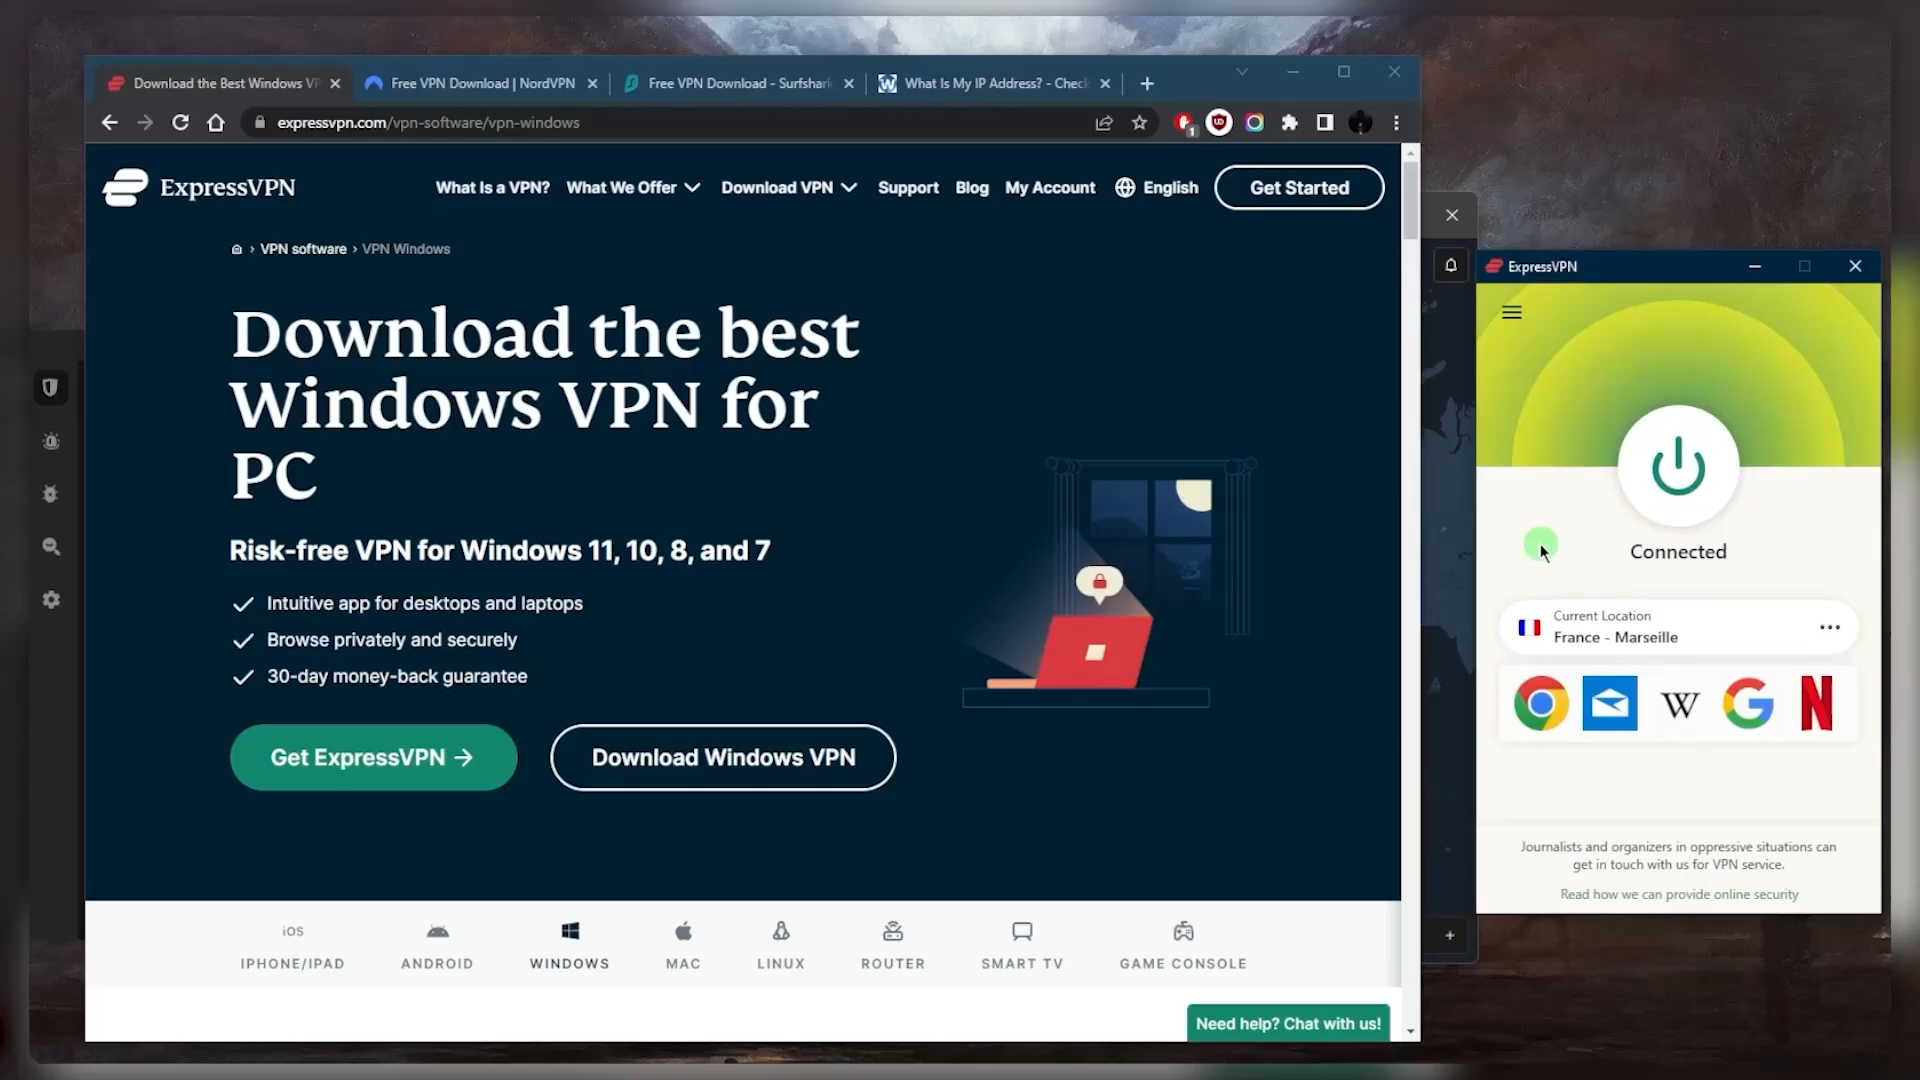 Download the Best Windows VP
Free VPN Download | NordVPN
Free VPN Download - Surfshark
What Is My IP Address? - Chec
expressvpn.com/vpn-software/vpn-windows
1
ExpressVPN
What Is a VPN?
What We Offer
Download VPN
Support
Blog
My Account
English
Get Started
VPN software › VPN Windows
Download the best
Windows VPN for
PC
Risk-free VPN for Windows 11, 10, 8, and 7
Intuitive app for desktops and laptops
Browse privately and securely
30-day money-back guarantee
Get ExpressVPN →
Download Windows VPN
iOS
IPHONE/IPAD
ANDROID
WINDOWS
MAC
LINUX
ROUTER
SMART TV
GAME CONSOLE
Need help? Chat with us!
ExpressVPN
Connected
Current Location
France - Marseille
W
G
N
Journalists and organizers in oppressive situations can
get in touch with us for VPN service.
Read how we can provide online security